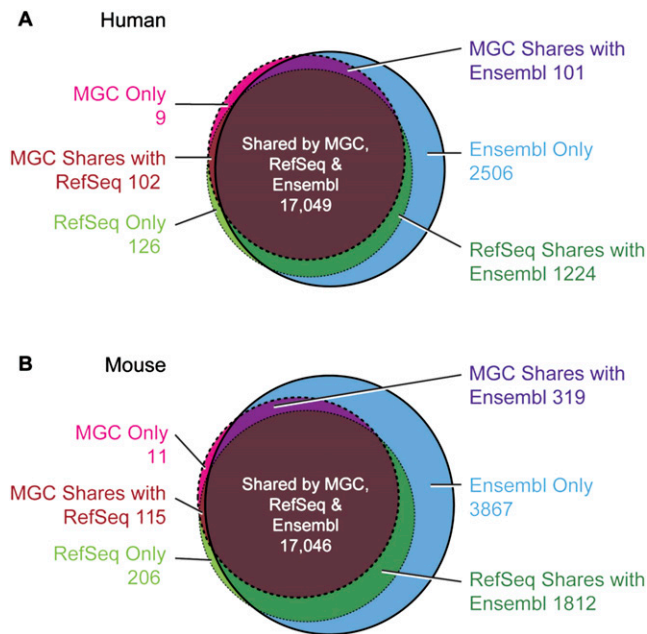 A
Human
MGC Shares with
Ensembl 101
MGC Only
9
Shared by MGC,
RefSeq &
Ensembl
17,049
Ensembl Only
2506
MGC Shares with
RefSeq 102
RefSeq Only
126
RefSeq Shares with
Ensembl 1224
B
Mouse
MGC Shares with
Ensembl 319
MGC Only
11
Shared by MGC,
RefSeq &
Ensembl
17,046
Ensembl Only
3867
MGC Shares with
RefSeq 115
RefSeq Only
206
RefSeq Shares with
Ensembl 1812